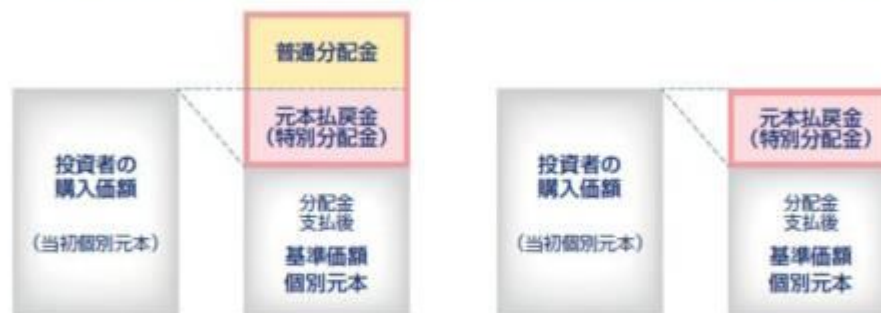 普通分配金
元本払戻金
(特別分配金)
投資者の
購入価額
(当初個別元本)
分配金
支払後
基準価額
個別元本
元本払戻金
(特別分配金)
投資者の
購入価額
(当初個別元本)
分配金
支払後
基準価額
個別元本